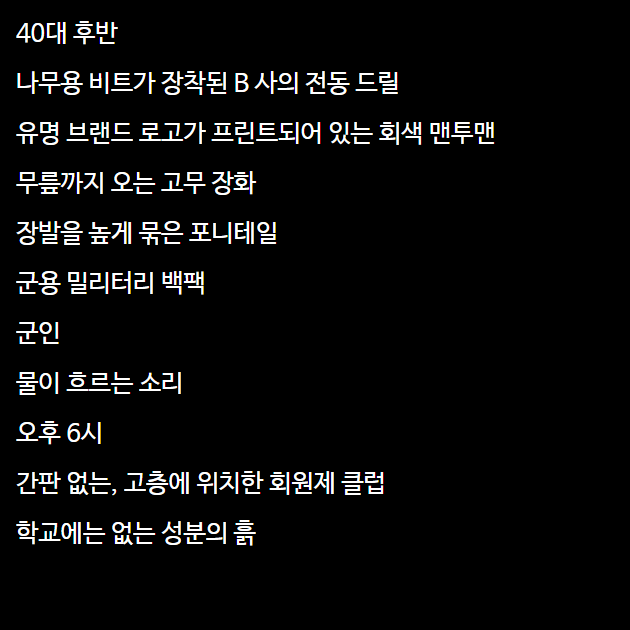 40대 후반
나무용 비트가 장착된 B 사의 전동 드릴
유명 브랜드 로고가 프린트되어 있는 회색 맨투맨
무릎까지 오는 고무 장화
장발을 높게 묶은 포니테일
군용 밀리터리 백팩
군인
물이 흐르는 소리
오후 6시
간판 없는, 고층에 위치한 회원제 클럽
학교에는 없는 성분의 흙